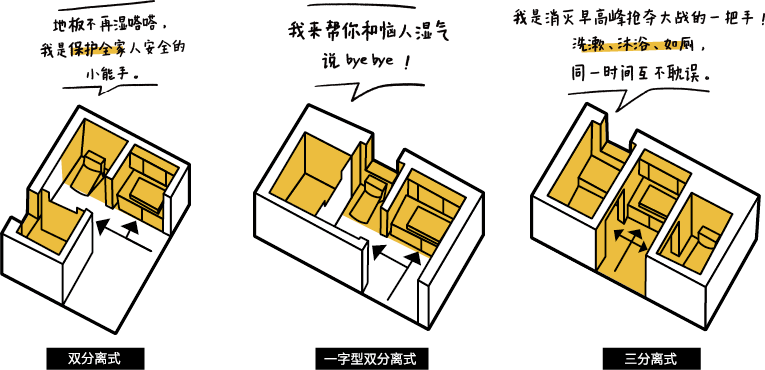 地板不再湿嗒嗒，
我是保护全家人安全的
小能手。
我来帮你和恼人湿气
说 bye bye ！
我是消灭早高峰抢夺大战的一把手！
洗漱、沐浴、如厕，
同一时间互不耽误。
双分离式
一字型双分离式
三分离式